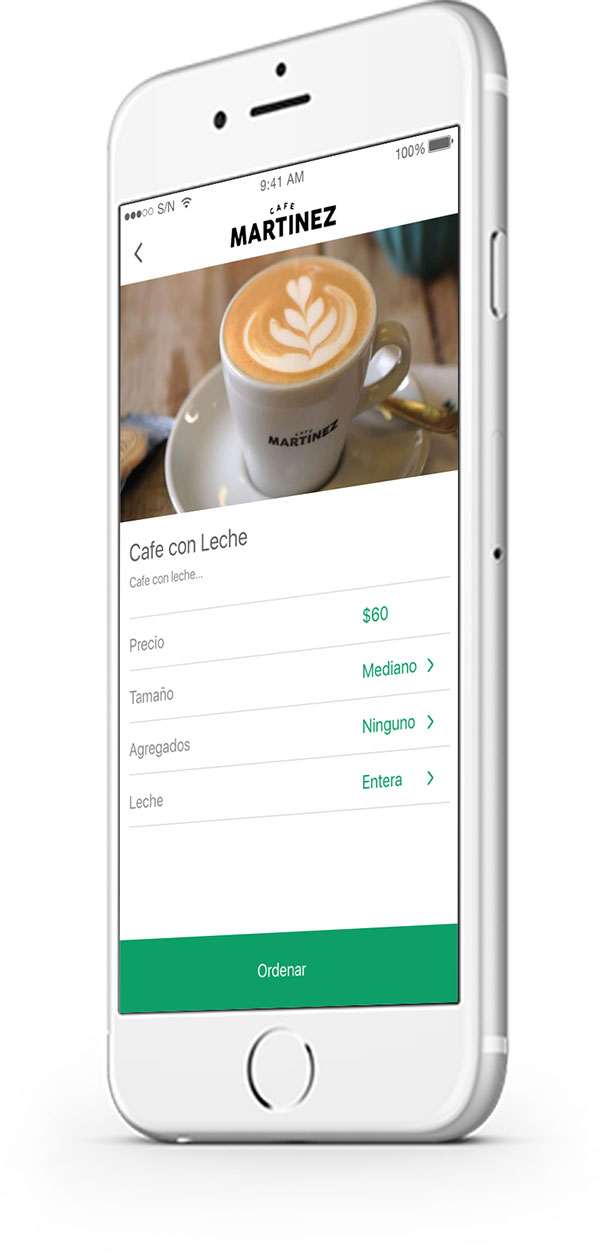 S/N 9:41 AM 100%
CAFE
MARTINEZ
CAFE
MARTINEZ
Cafe con Leche
Cafe con leche...
Precio $60
Tamaño Mediano
Agregados Ninguno
Leche Entera
Ordenar